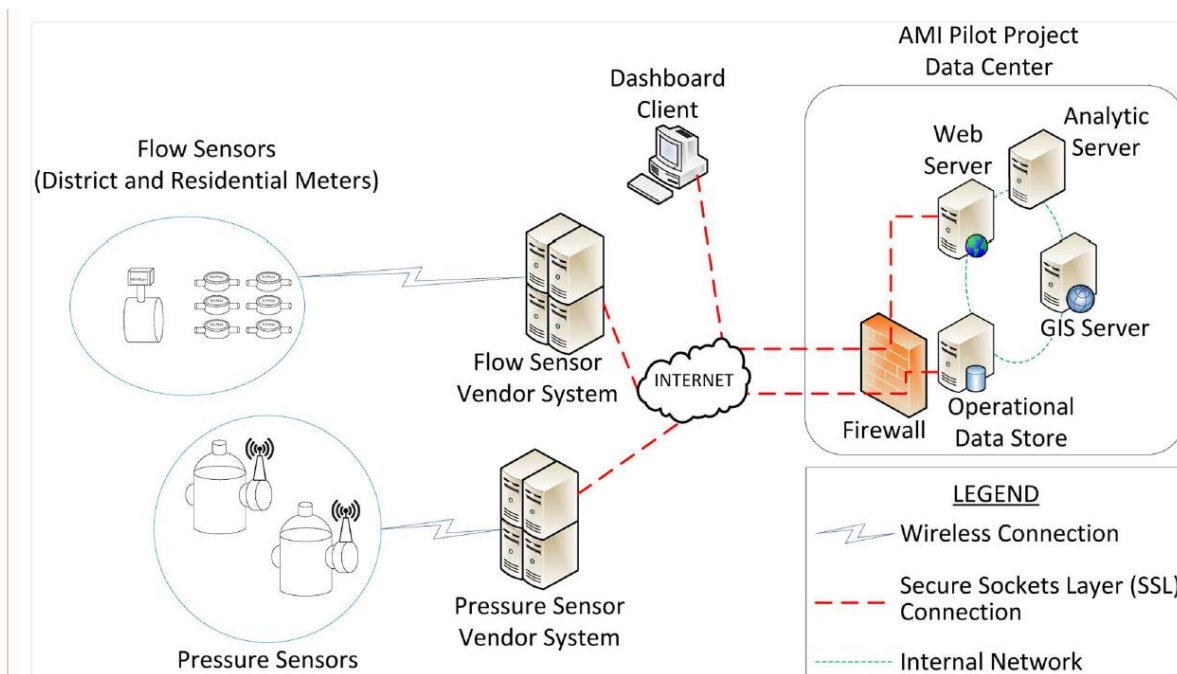 AMI Pilot Project
Data Center
Dashboard
Client
Web
Server
Analytic
Server
Flow Sensors
(District and Residential Meters)
GIS Server
Flow Sensor
Vendor System
INTERNET
Firewall
Operational
Data Store
Pressure Sensor
Vendor System
Pressure Sensors
LEGEND
Wireless Connection
Secure Sockets Layer (SSL)
Connection
Internal Network